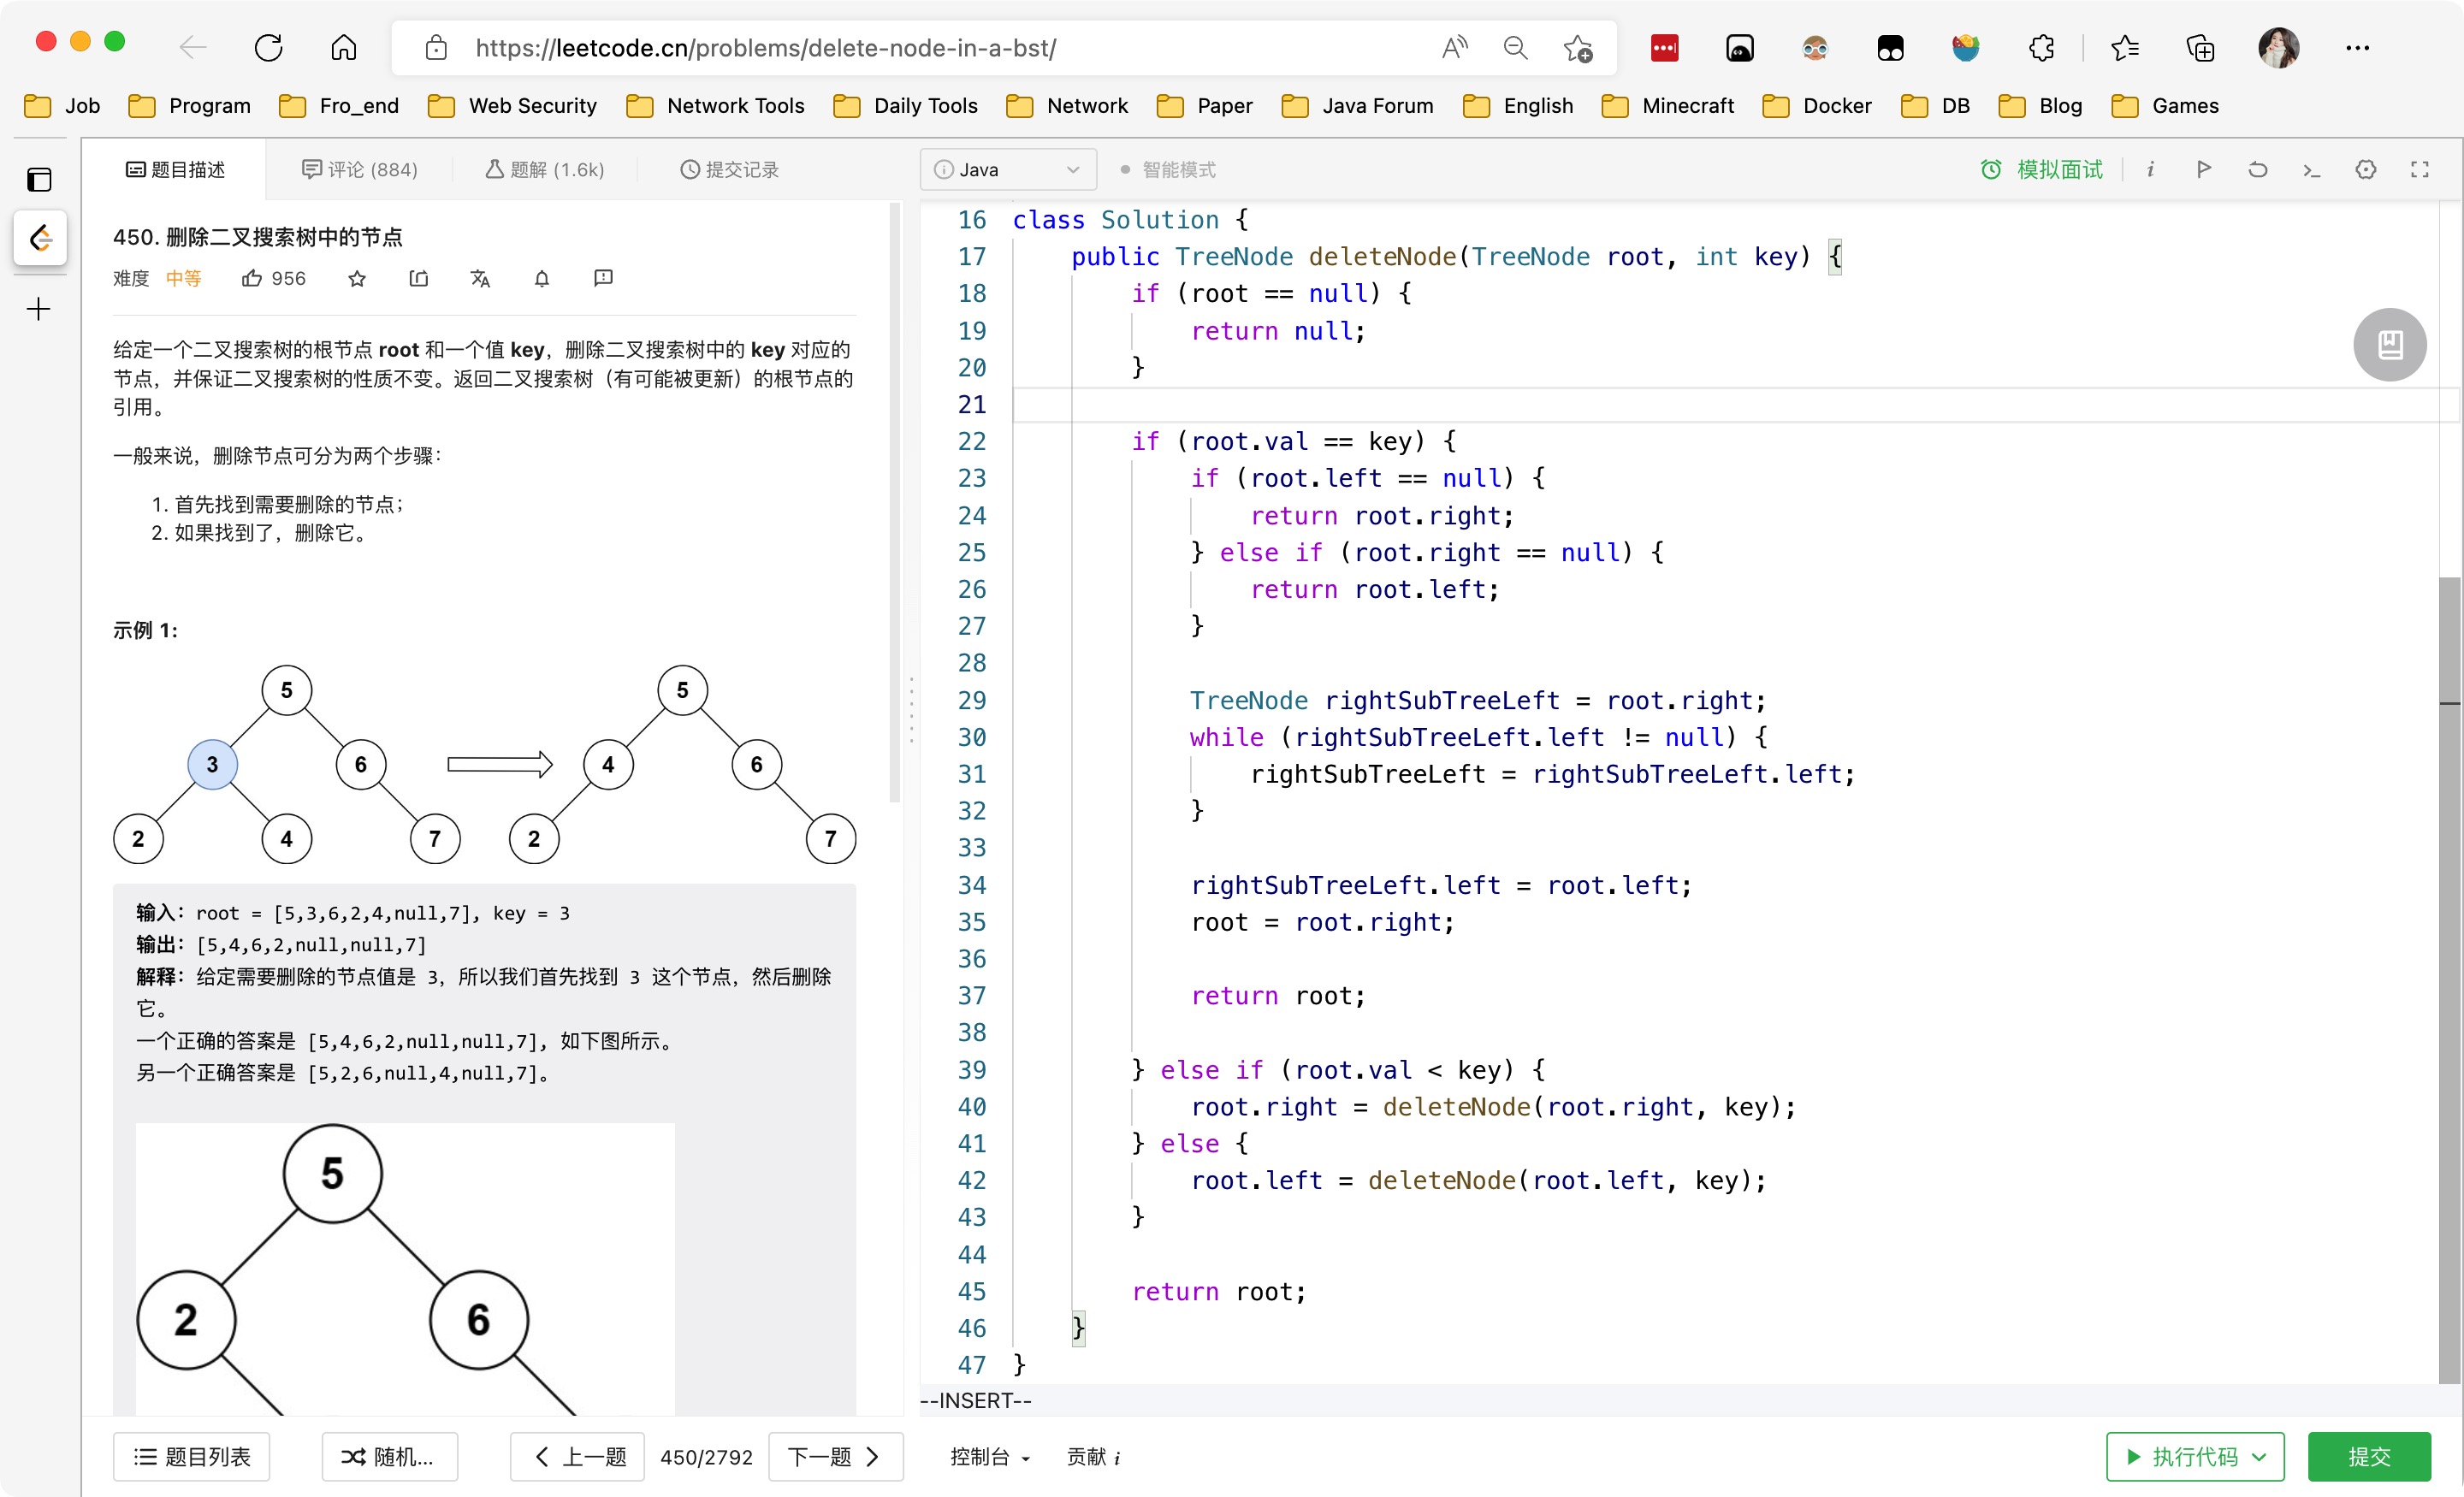 https://leetcode.cn/problems/delete-node-in-a-bst/
Job Program Fro_end Web Security Network Tools Daily Tools Network Paper Java Forum English Minecraft Docker DB Blog Games
题目描述 评论 (884) 题解 (1.6k) 提交记录
450. 删除二叉搜索树中的节点
难度 中等 956
给定一个二叉搜索树的根节点 root 和一个值 key，删除二叉搜索树中的 key 对应的
节点，并保证二叉搜索树的性质不变。返回二叉搜索树（有可能被更新）的根节点的
引用。
一般来说，删除节点可分为两个步骤：
1. 首先找到需要删除的节点；
2. 如果找到了，删除它。
示例 1:
5 5
3 6 4 6
2 4 7 2 7
输入：root = [5,3,6,2,4,null,7], key = 3
输出：[5,4,6,2,null,null,7]
解释：给定需要删除的节点值是 3，所以我们首先找到 3 这个节点，然后删除
它。
一个正确的答案是 [5,4,6,2,null,null,7], 如下图所示。
另一个正确答案是 [5,2,6,null,4,null,7]。
5
2 6
题目列表 随机... 上一题 450/2792 下一题
Java 智能模式 模拟面试
16 class Solution {
17 public TreeNode deleteNode(TreeNode root, int key) {
18 if (root == null) {
19 return null;
20 }
21
22 if (root.val == key) {
23 if (root.left == null) {
24 return root.right;
25 } else if (root.right == null) {
26 return root.left;
27 }
28
29 TreeNode rightSubTreeLeft = root.right;
30 while (rightSubTreeLeft.left != null) {
31 rightSubTreeLeft = rightSubTreeLeft.left;
32 }
33
34 rightSubTreeLeft.left = root.left;
35 root = root.right;
36
37 return root;
38
39 } else if (root.val < key) {
40 root.right = deleteNode(root.right, key);
41 } else {
42 root.left = deleteNode(root.left, key);
43 }
44
45 return root;
46 }
47 }
--INSERT--
控制台 贡献 i 执行代码 提交